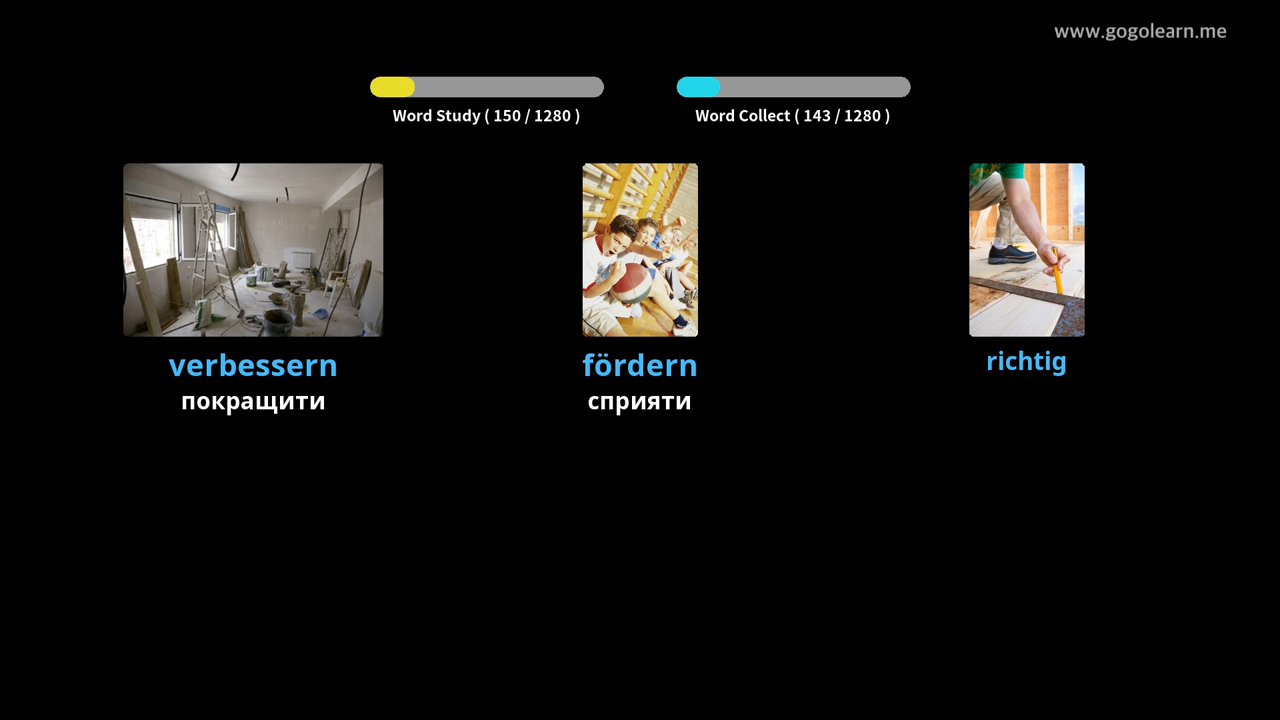 www.gogolearn.me
Word Study ( 150 / 1280 )
Word Collect ( 143 / 1280 )
verbessern
покращити
fördern
сприяти
richtig